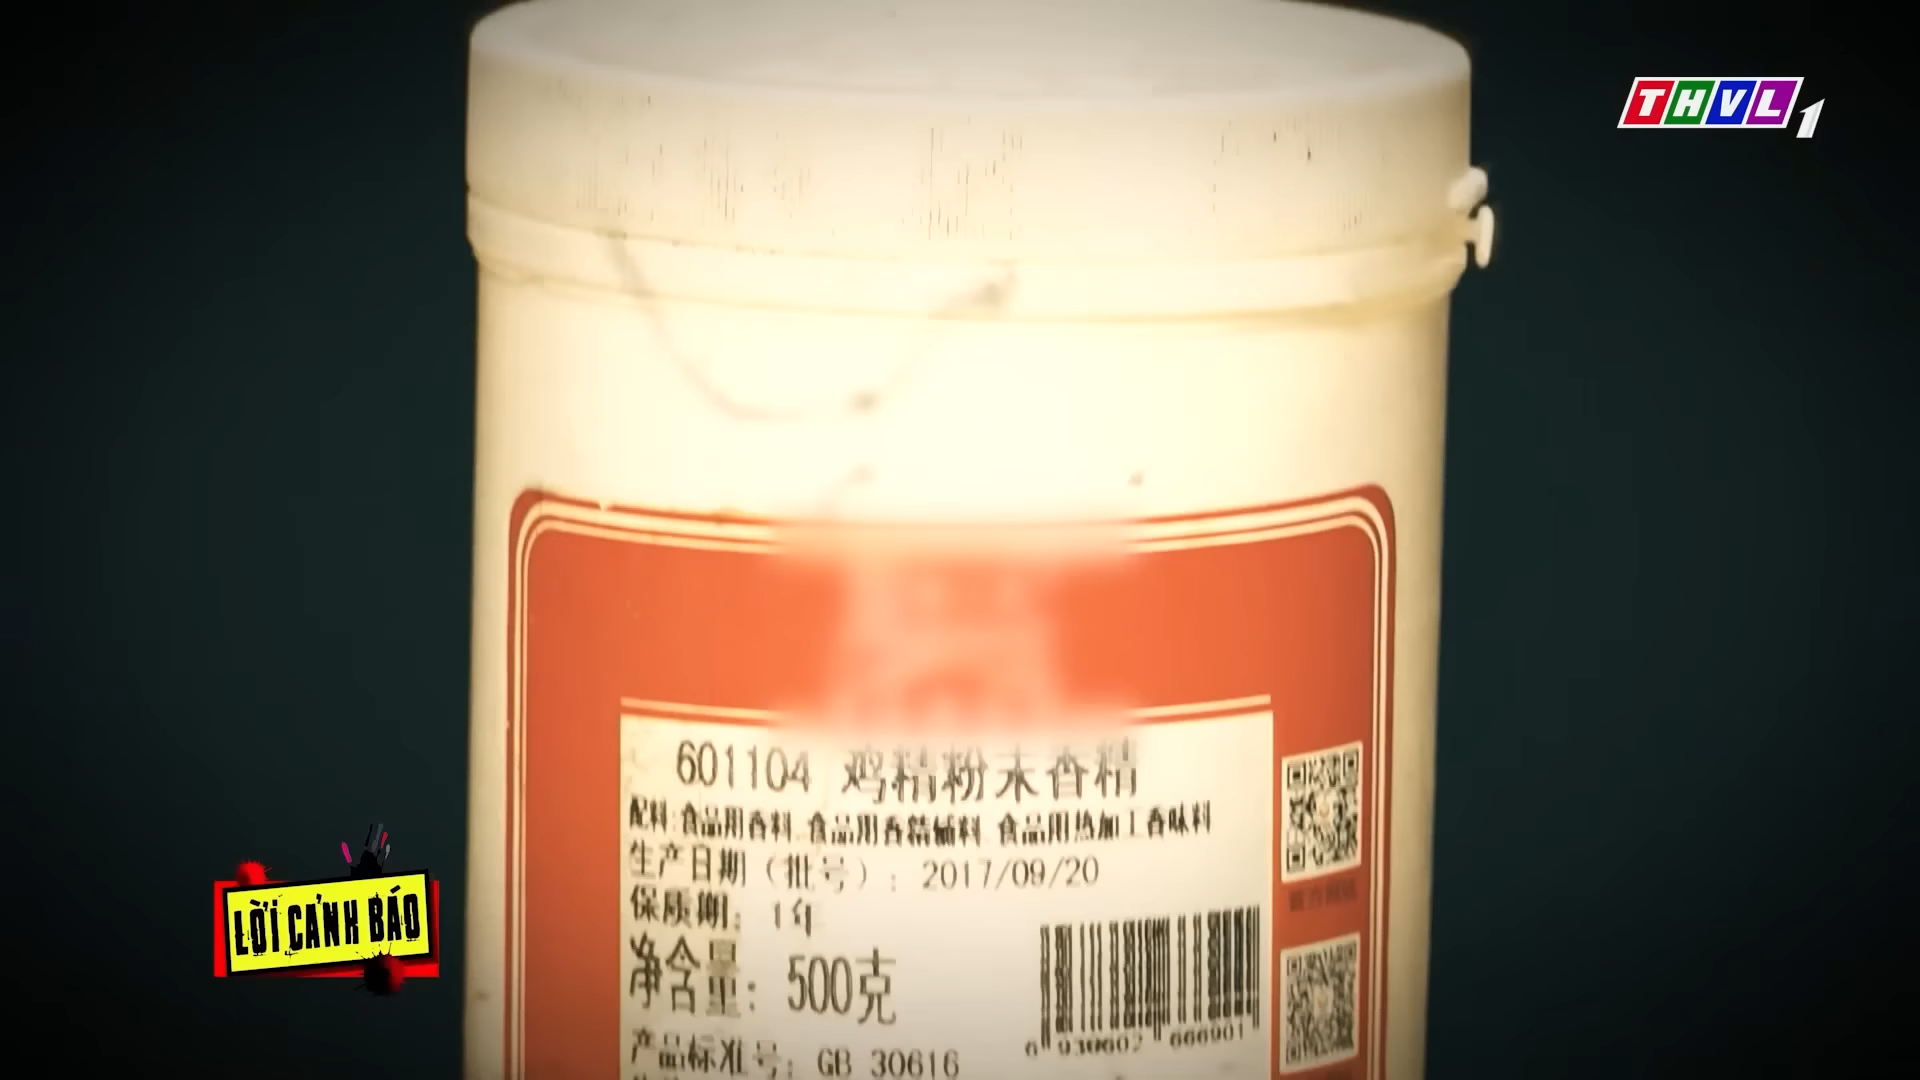 THVL1
601104 鸡精粉末香精
配料:食品用香料、食品用香精辅料、食品用热加工香味料
生产日期（批号）: 2017/09/20
保质期: 1年
净含量: 500克
6 930602 666901
产品标准号: GB 30616
LỜI CẢNH BÁO